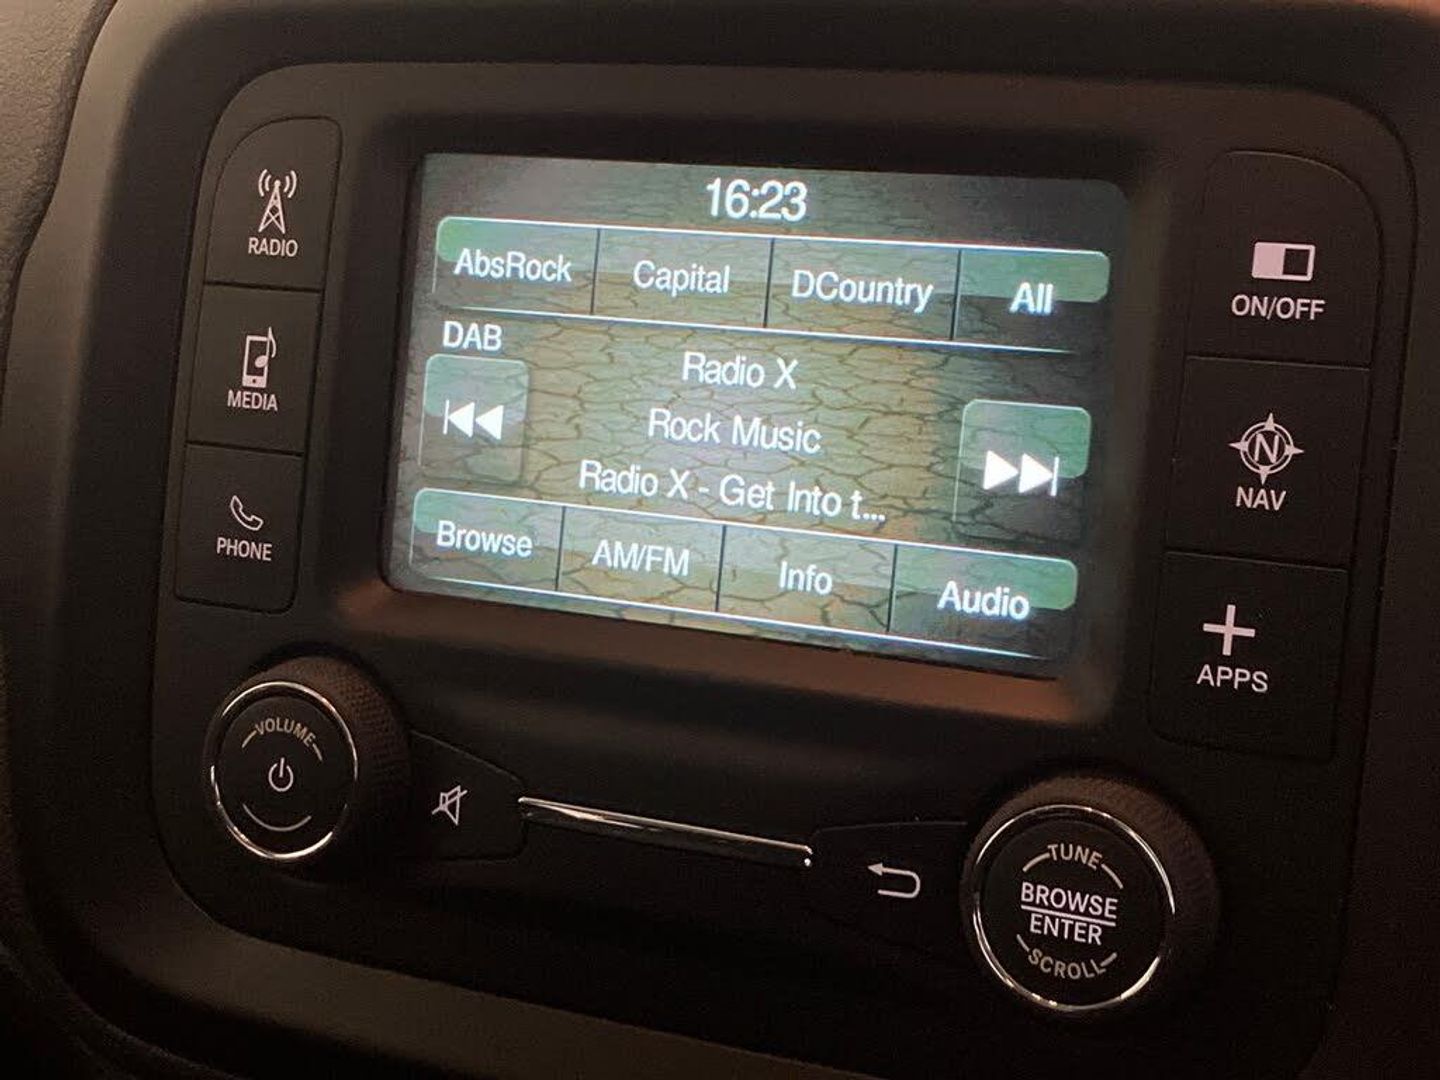 16:23
AbsRock Capital DCountry All
DAB
Radio X
Rock Music
Radio X - Get Into t...
Browse AM/FM Info Audio
RADIO
MEDIA
PHONE
ON/OFF
N
NAV
APPS
VOLUME
TUNE
BROWSE
ENTER
SCROLL